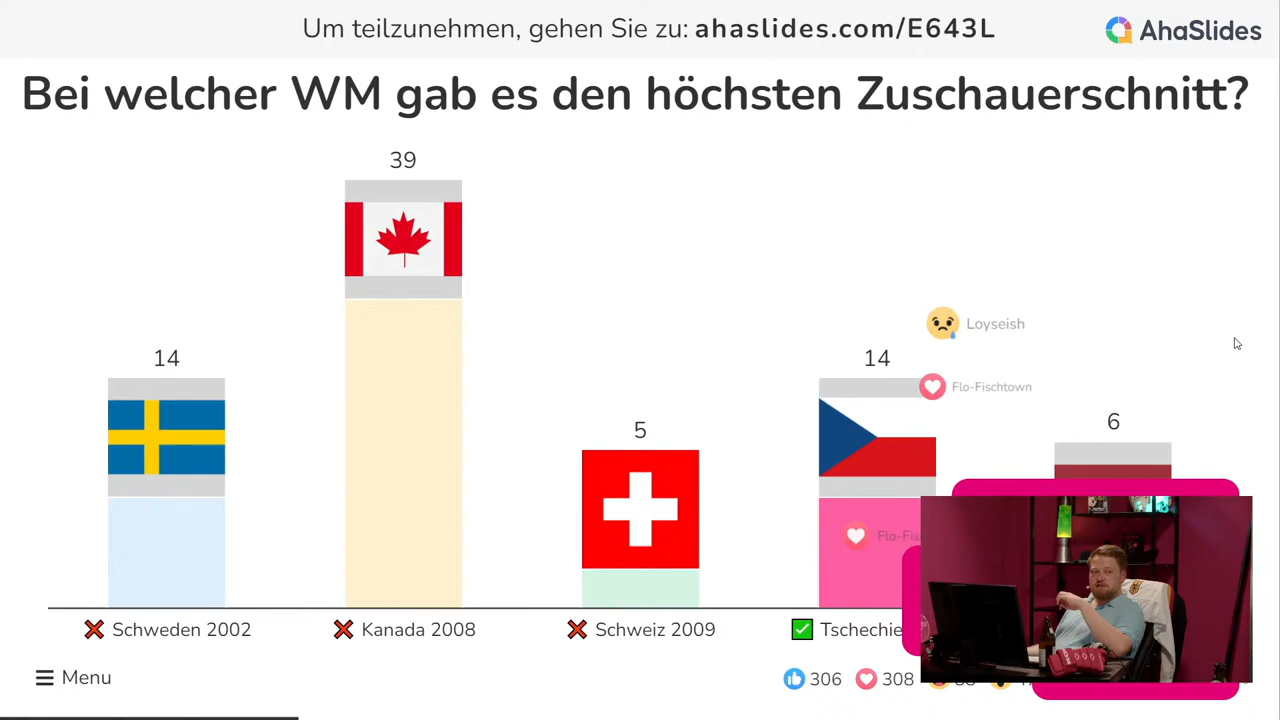 Um teilzunehmen, gehen Sie zu: ahaslides.com/E643L
AhaSlides
Bei welcher WM gab es den höchsten Zuschauerschnitt?
39
14
14
5
6
Loyseish
Flo-Fischtown
Schweden 2002
Kanada 2008
Schweiz 2009
Menu
306
308